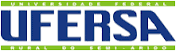 UNIVERSIDADE FEDERAL
UFERSA
RURAL DO SEMI-ÁRIDO